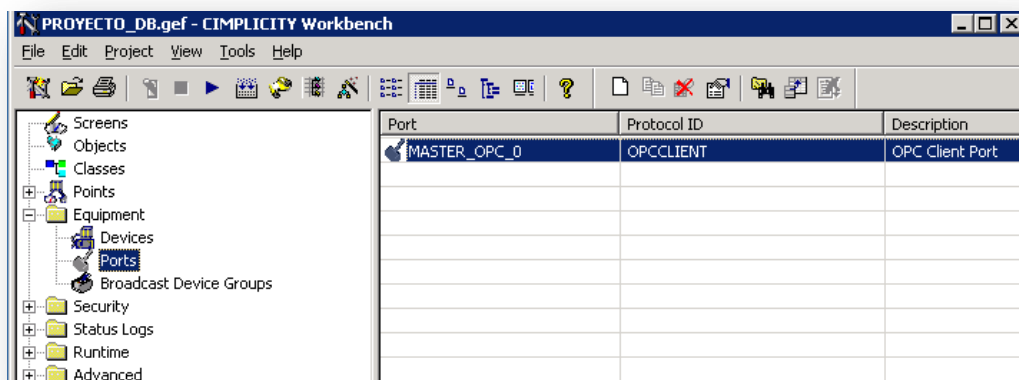 PROYECTO_DB.gef - CIMPLICITY Workbench
File Edit Project View Tools Help
Screens
Objects
Classes
Points
Equipment
Devices
Ports
Broadcast Device Groups
Security
Status Logs
Runtime
Advanced
Port Protocol ID Description
MASTER_OPC_0 OPCCLIENT OPC Client Port